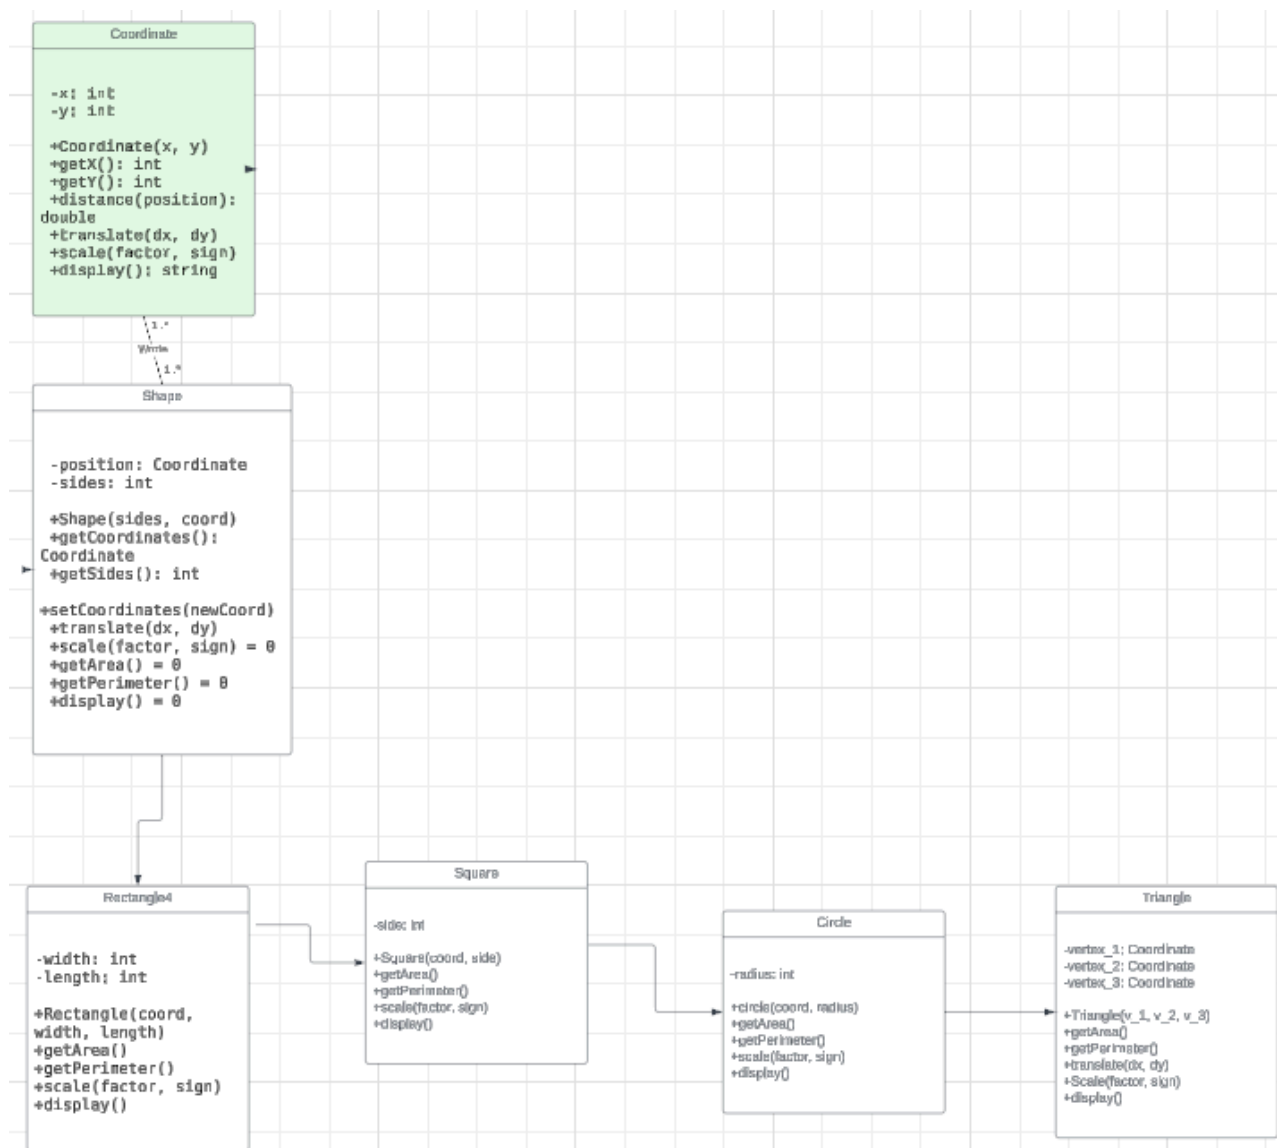 Coordinate
-x: int
-y: int
+Coordinate(x, y)
+getX(): int
+getY(): int
+distance(position):
double
+translate(dx, dy)
+scale(factor, sign)
+display(): string
1.*
1.*
Shape
-position: Coordinate
-sides: int
+Shape(sides, coord)
+getCoordinates():
Coordinate
+getSides(): int
+setCoordinates(newCoord)
+translate(dx, dy)
+scale(factor, sign) = 0
+getArea() = 0
+getPerimeter() = 0
+display() = 0
Rectangle4
-width: int
-length: int
+Rectangle(coord,
width, length)
+getArea()
+getPerimeter()
+scale(factor, sign)
+display()
Square
-side: int
+Square(coord, side)
+getArea()
+getPerimeter()
+scale(factor, sign)
+display()
Circle
-radius: int
+circle(coord, radius)
+getArea()
+getPerimeter()
+scale(factor, sign)
+display()
Triangle
-vertex_1: Coordinate
-vertex_2: Coordinate
-vertex_3: Coordinate
+Triangle(v_1, v_2, v_3)
+getArea()
+getPerimeter()
+translate(dx, dy)
+Scale(factor, sign)
+display()